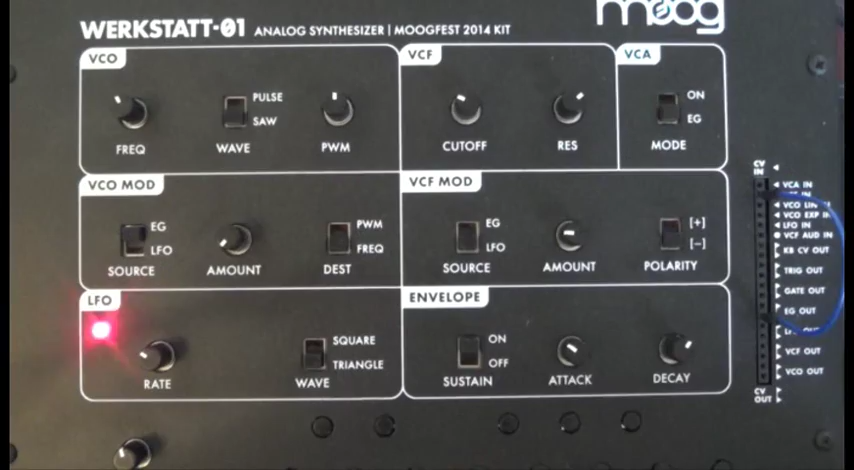 moog
WERKSTATT-01 ANALOG SYNTHESIZER | MOOGFEST 2014 KIT
VCO
PULSE
SAW
FREQ WAVE PWM
VCF
CUTOFF RES
VCA
ON
EG
MODE
VCO MOD
EG
LFO
PWM
FREQ
SOURCE AMOUNT DEST
VCF MOD
EG
LFO
[+]
[−]
SOURCE AMOUNT POLARITY
LFO
SQUARE
TRIANGLE
RATE WAVE
ENVELOPE
ON
OFF
SUSTAIN ATTACK DECAY
CV
IN
VCA IN
IN
VCO LIN
VCO EXP IN
LFO IN
VCF AUD IN
KB CV OUT
TRIG OUT
GATE OUT
EG OUT
OUT
VCF OUT
VCO OUT
CV
OUT